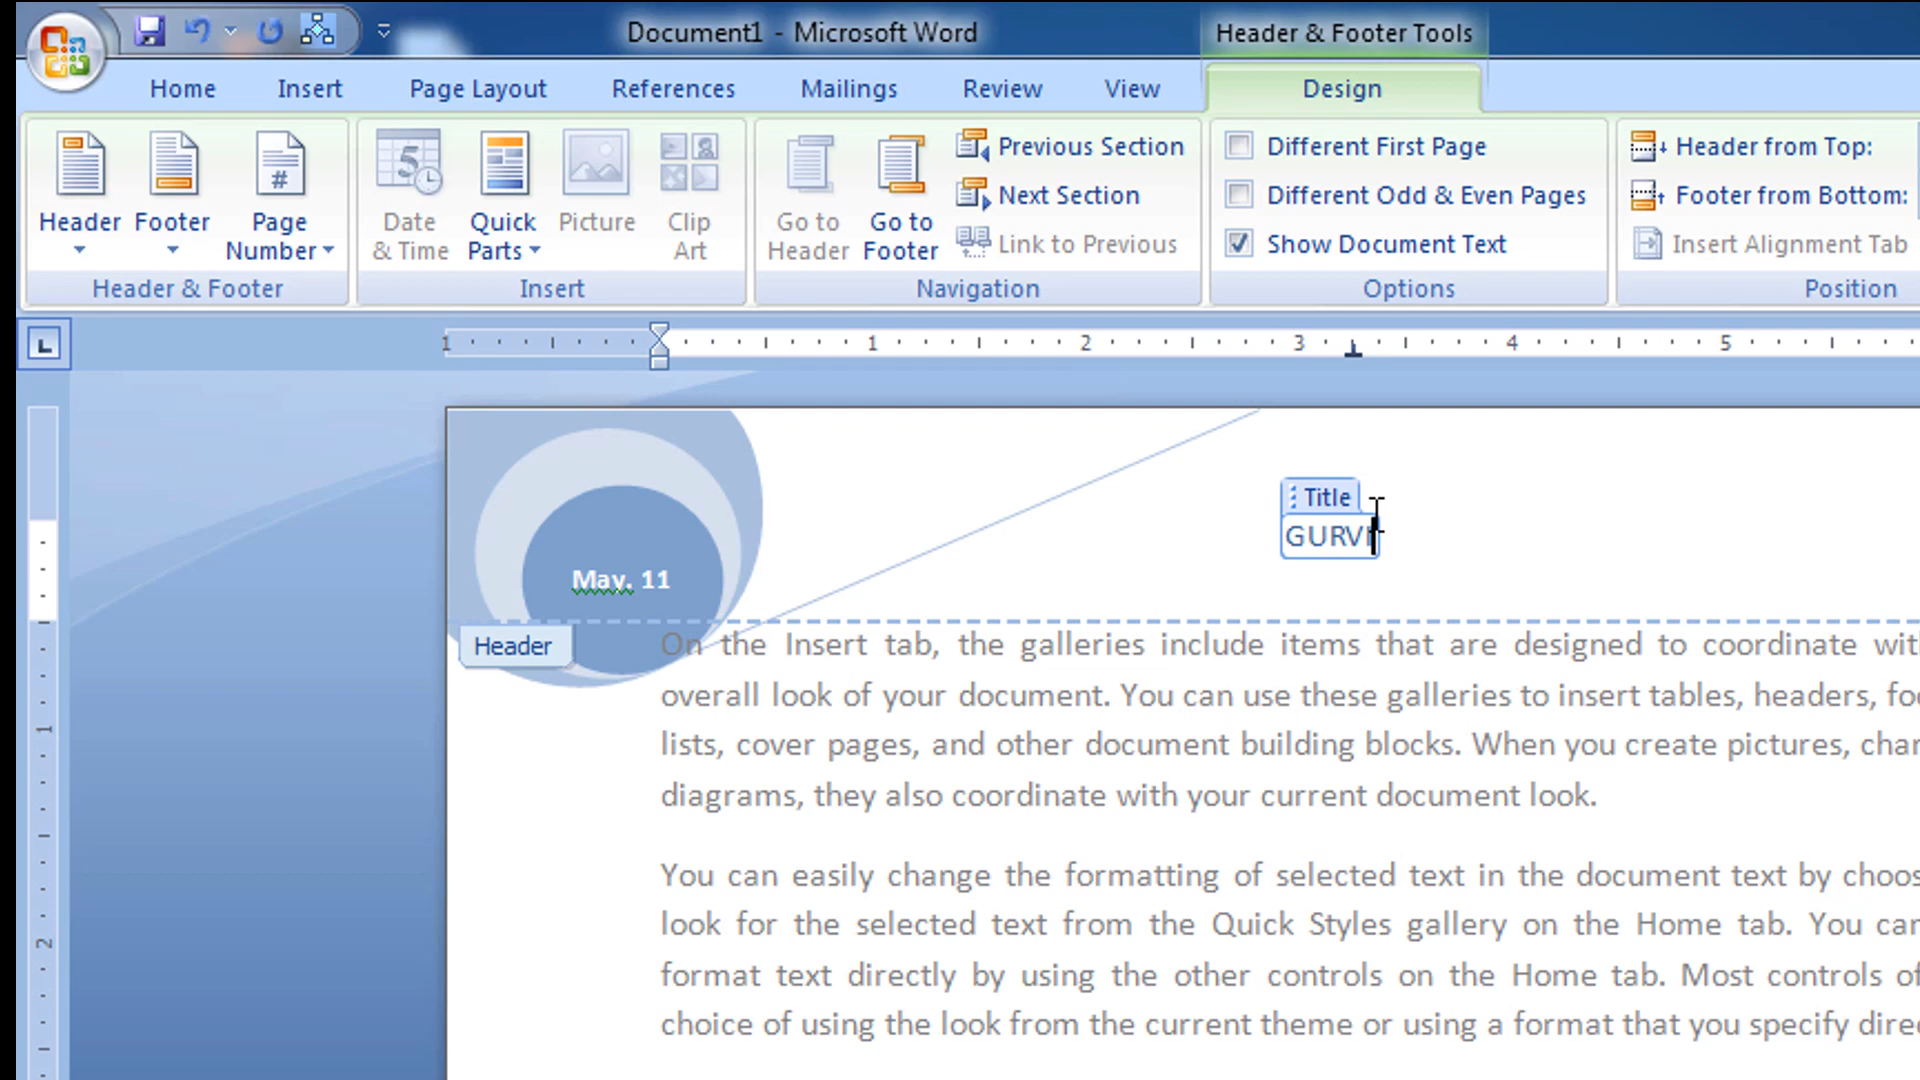 Document1 - Microsoft Word
Header & Footer Tools
Home Insert Page Layout References Mailings Review View Design
Header
Footer
Page Number
Header & Footer
Date & Time
Quick Parts
Picture
Clip Art
Insert
Go to Header
Go to Footer
Previous Section
Next Section
Link to Previous
Navigation
Different First Page
Different Odd & Even Pages
Show Document Text
Options
Header from Top:
Footer from Bottom:
Insert Alignment Tab
Position
1 1 2 3 4 5
Title
GURVI
May. 11
Header
On the Insert tab, the galleries include items that are designed to coordinate
overall look of your document. You can use these galleries to insert tables, headers,
lists, cover pages, and other document building blocks. When you create pictures,
diagrams, they also coordinate with your current document look.
You can easily change the formatting of selected text in the document text by
look for the selected text from the Quick Styles gallery on the Home tab. You
format text directly by using the other controls on the Home tab. Most controls
choice of using the look from the current theme or using a format that you specify
1
2